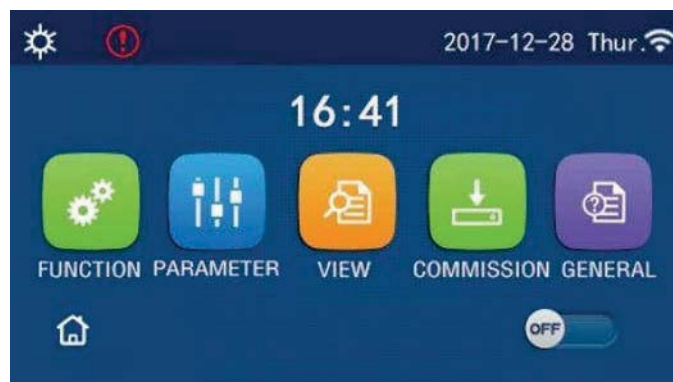 2017-12-28 Thur.
16:41
FUNCTION PARAMETER VIEW COMMISSION GENERAL
OFF